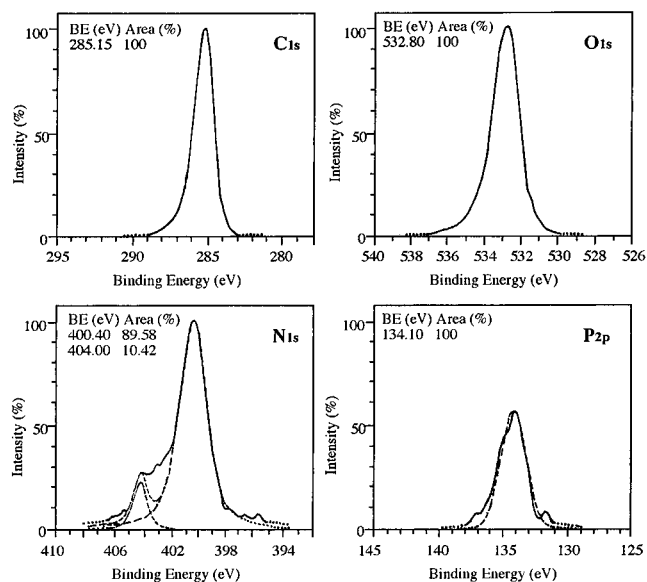 BE (eV) Area (%)
285.15 100
C1s
100
50
0
Intensity (%)
295 290 285 280
Binding Energy (eV)
BE (eV) Area (%)
532.80 100
O1s
100
50
0
Intensity (%)
540 538 536 534 532 530 528 526
Binding Energy (eV)
BE (eV) Area (%)
400.40 89.58
404.00 10.42
N1s
100
50
0
Intensity (%)
410 406 402 398 394
Binding Energy (eV)
BE (eV) Area (%)
134.10 100
P2p
100
50
0
Intensity (%)
145 140 135 130 125
Binding Energy (eV)